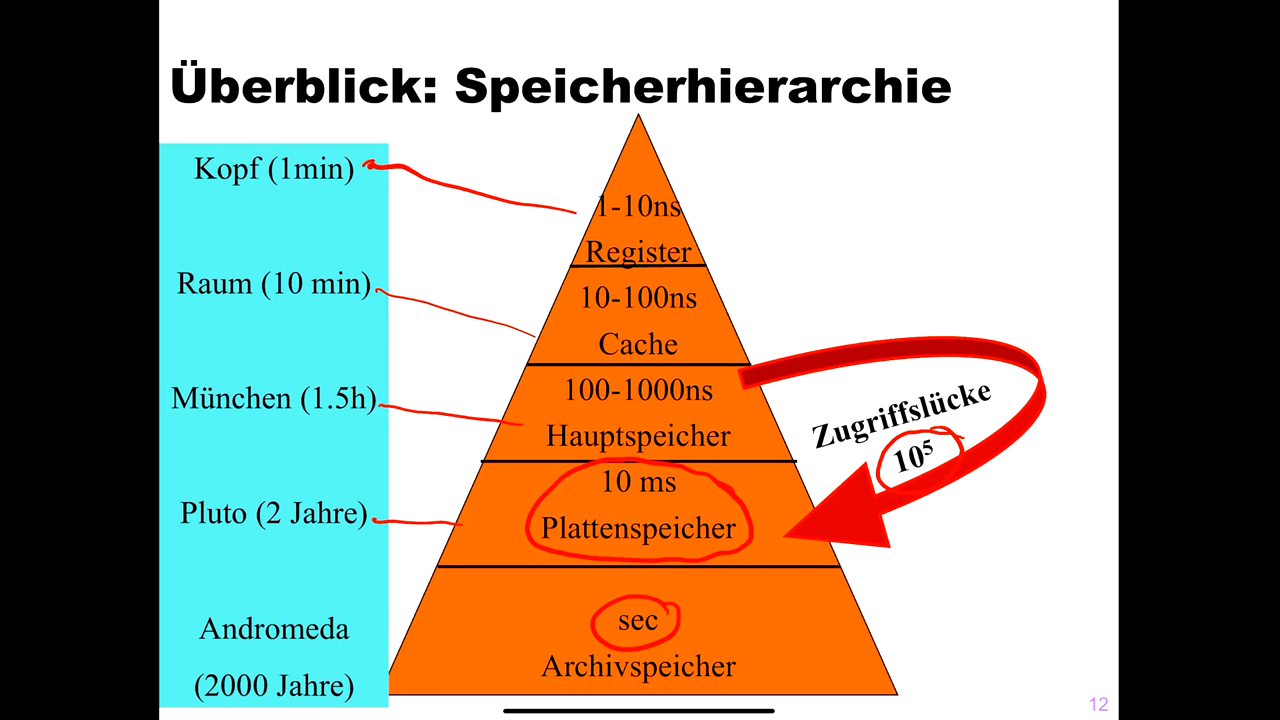 Überblick: Speicherhierarchie
Kopf (1min)
Raum (10 min)
München (1.5h)
Pluto (2 Jahre)
Andromeda
(2000 Jahre)
1-10ns
Register
10-100ns
Cache
100-1000ns
Hauptspeicher
10 ms
Plattenspeicher
sec
Archivspeicher
Zugriffslücke
10⁵
12